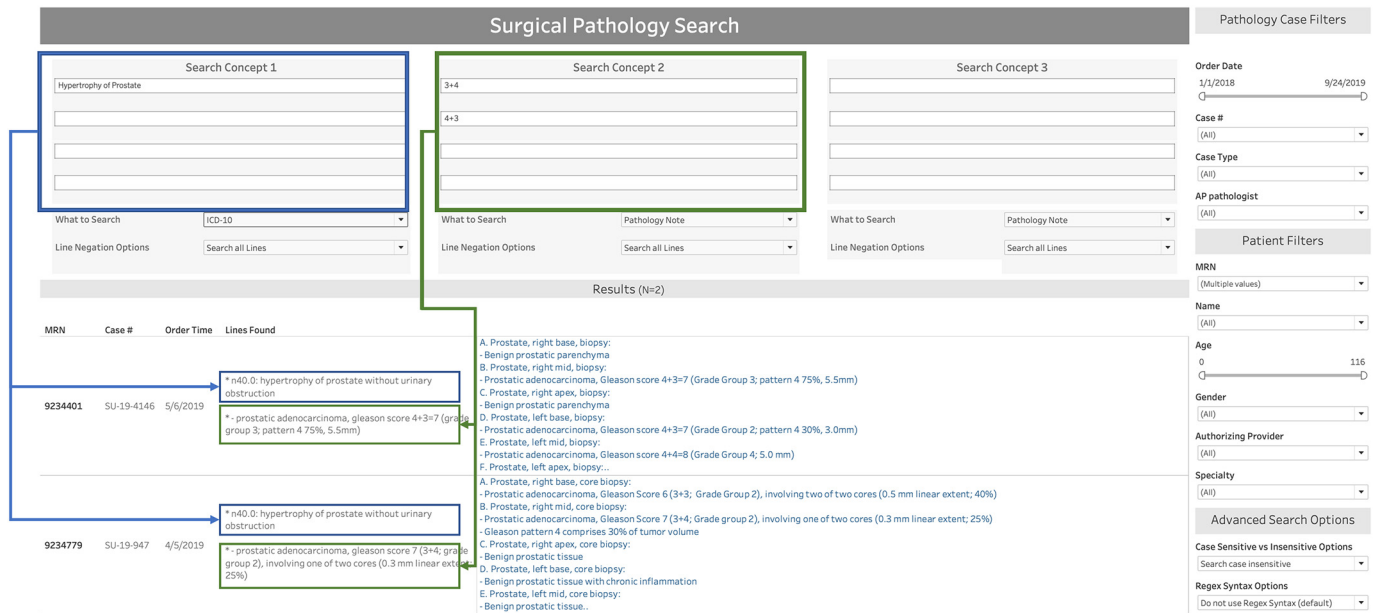 Surgical Pathology Search
Pathology Case Filters
Search Concept 1
Search Concept 2
Search Concept 3
Hypertrophy of Prostate
3+4
4+3
What to Search
ICD-10
What to Search
Pathology Note
What to Search
Pathology Note
Line Negation Options
Search all Lines
Line Negation Options
Search all Lines
Line Negation Options
Search all Lines
Results (N=2)
MRN Case # Order Time Lines Found
9234401 SU-19-4146 5/6/2019
* n40.0: hypertrophy of prostate without urinary
obstruction
* - prostatic adenocarcinoma, gleason score 4+3=7 (grade
group 3; pattern 4 75%, 5.5mm)
A. Prostate, right base, biopsy:
- Benign prostatic parenchyma
B. Prostate, right mid, biopsy:
- Prostatic adenocarcinoma, Gleason score 4+3=7 (Grade Group 3; pattern 4 75%, 5.5mm)
C. Prostate, right apex, biopsy:
- Benign prostatic parenchyma
D. Prostate, left base, biopsy:
- Prostatic adenocarcinoma, Gleason score 4+3=7 (Grade Group 2; pattern 4 30%, 3.0mm)
E. Prostate, left mid, biopsy:
- Prostatic adenocarcinoma, Gleason score 4+4=8 (Grade Group 4; 5.0 mm)
F. Prostate, left apex, biopsy:..
9234779 SU-19-947 4/5/2019
* n40.0: hypertrophy of prostate without urinary
obstruction
* - prostatic adenocarcinoma, gleason score 7 (3+4; grade
group 2), involving one of two cores (0.3 mm linear extent;
25%)
A. Prostate, right base, core biopsy:
- Prostatic adenocarcinoma, Gleason Score 6 (3+3; Grade Group 2), involving two of two cores (0.5 mm linear extent; 40%)
B. Prostate, right mid, core biopsy:
- Prostatic adenocarcinoma, Gleason Score 7 (3+4; Grade group 2), involving one of two cores (0.3 mm linear extent; 25%)
- Gleason pattern 4 comprises 30% of tumor volume
C. Prostate, right apex, core biopsy:
- Benign prostatic tissue
D. Prostate, left base, core biopsy:
- Benign prostatic tissue with chronic inflammation
E. Prostate, left mid, core biopsy:
- Benign prostatic tissue..
Order Date
1/1/2018 9/24/2019
Case #
(All)
Case Type
(All)
AP pathologist
(All)
Patient Filters
MRN
(Multiple values)
Name
(All)
Age
0 116
Gender
(All)
Authorizing Provider
(All)
Specialty
(All)
Advanced Search Options
Case Sensitive vs Insensitive Options
Search case insensitive
Regex Syntax Options
Do not use Regex Syntax (default)